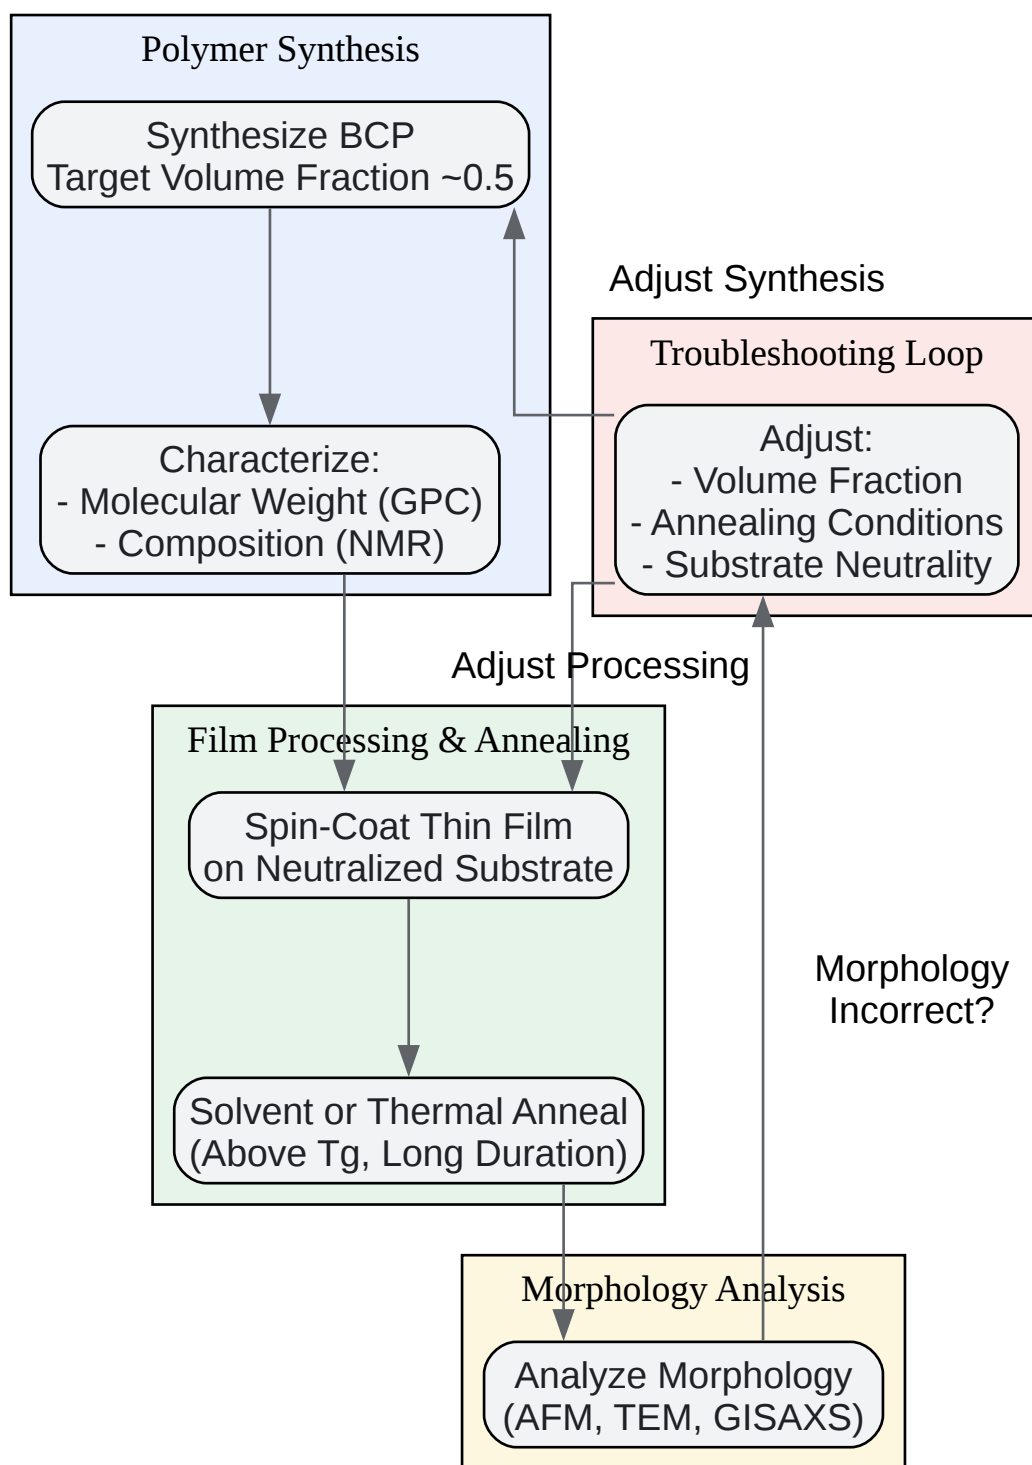 Polymer Synthesis
Synthesize BCP
Target Volume Fraction ~0.5
Adjust Synthesis
Troubleshooting Loop
Adjust:
- Volume Fraction
- Annealing Conditions
- Substrate Neutrality
Characterize:
- Molecular Weight (GPC)
- Composition (NMR)
Adjust Processing
Film Processing & Annealing
Spin-Coat Thin Film
on Neutralized Substrate
Morphology
Incorrect?
Solvent or Thermal Anneal
(Above Tg, Long Duration)
Morphology Analysis
Analyze Morphology
(AFM, TEM, GISAXS)